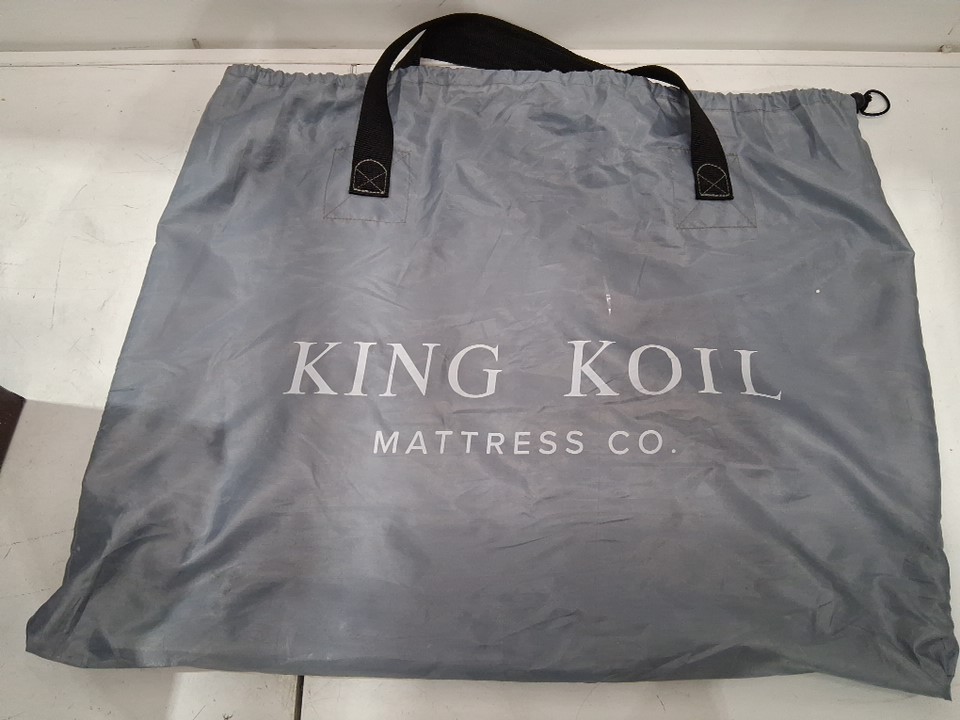 KING KOIL
MATTRESS CO.